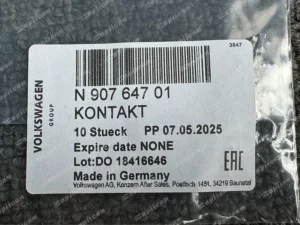 3847
VOLKSWAGEN
GROUP
N 907 647 01
KONTAKT
10 Stueck PP 07.05.2025
Expire date NONE
Lot:DO 18416646
Made in Germany
Volkswagen AG, Konzern After Sales, Postfach 1451, 34219 Baunatal
EAC